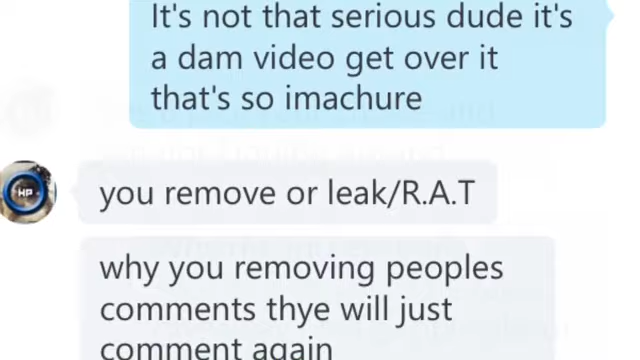 It's not that serious dude it's
a dam video get over it
that's so imachure
HP
you remove or leak/R.A.T
why you removing peoples
comments thye will just
comment again